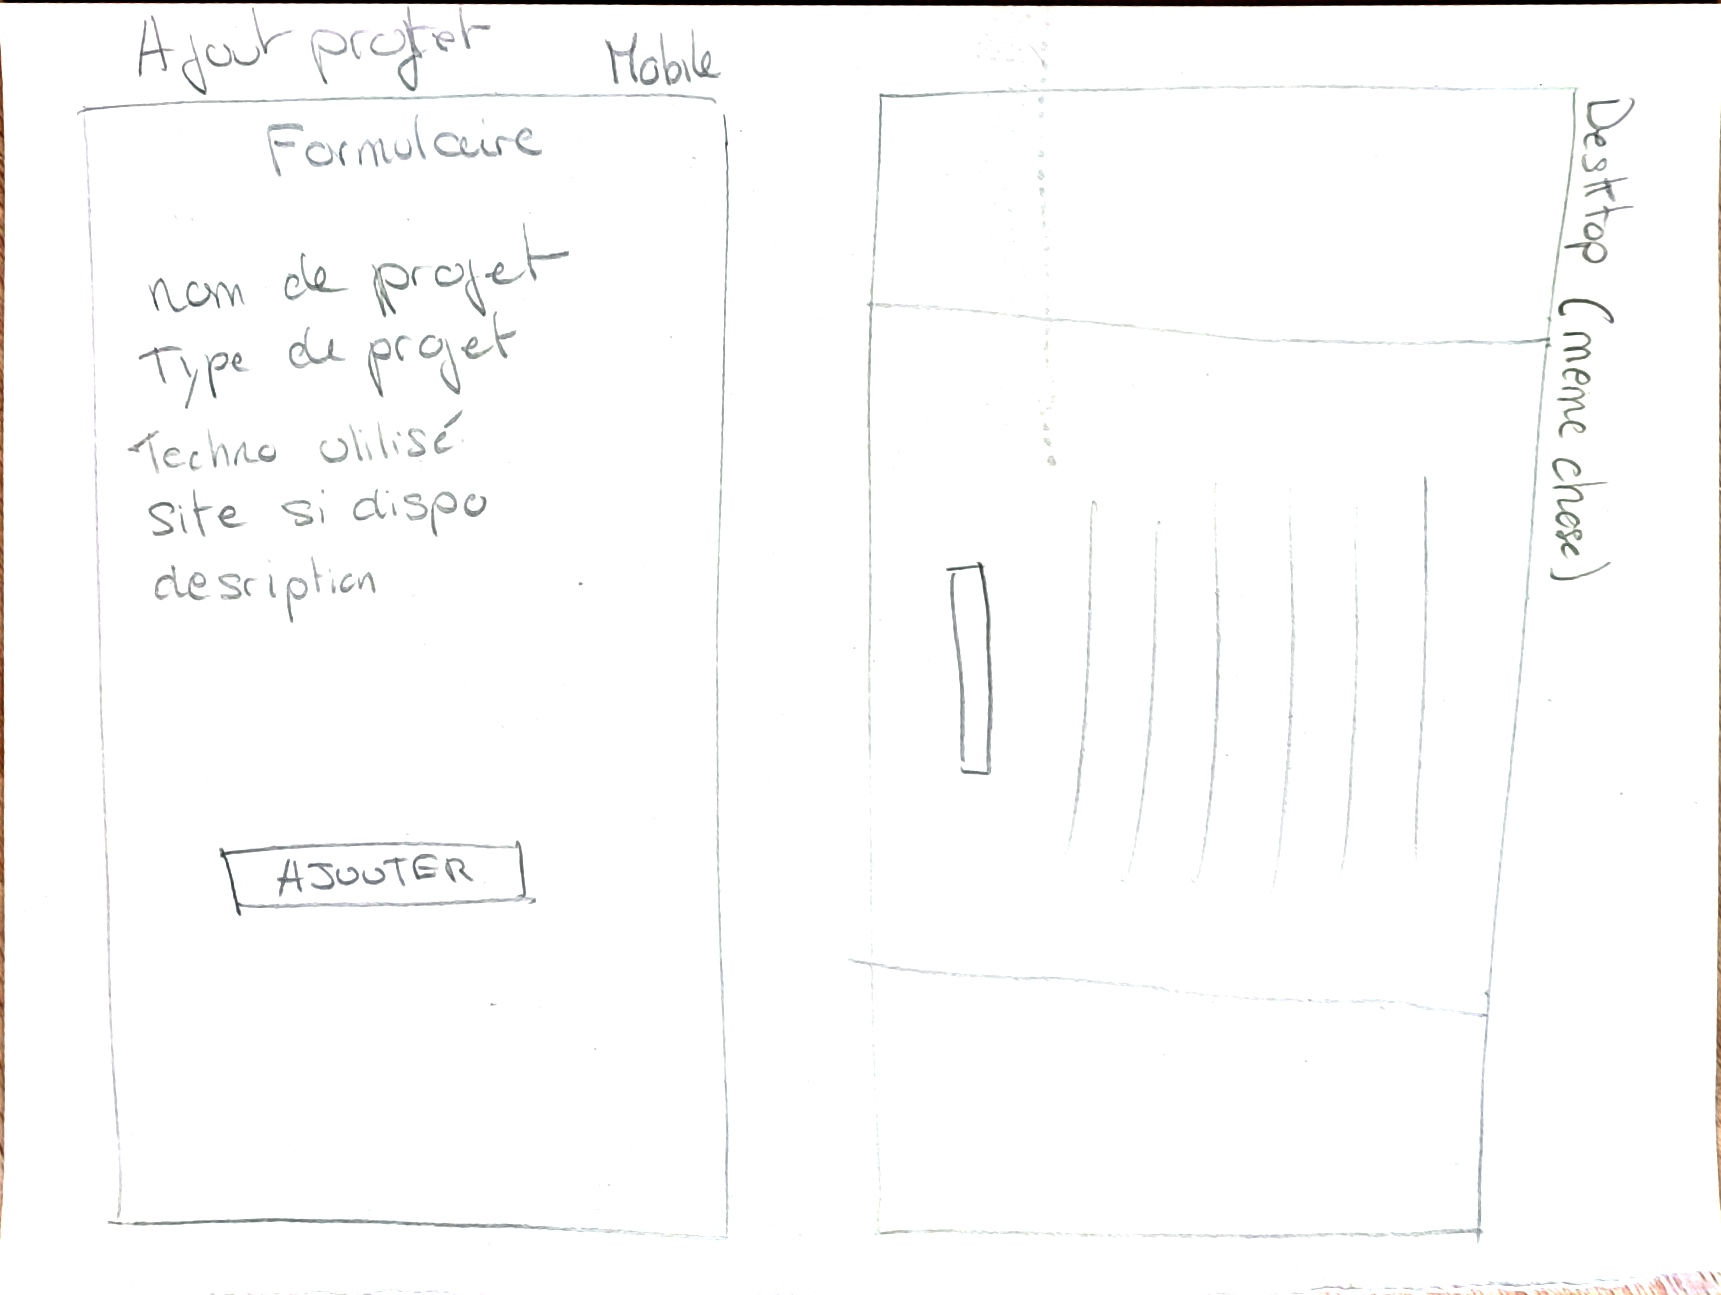 Ajout projet
Mobile
Formulaire
nom de projet
Type de projet
Techno utilisé
site si dispo
desription
AJOUTER
Desktop (meme chose)